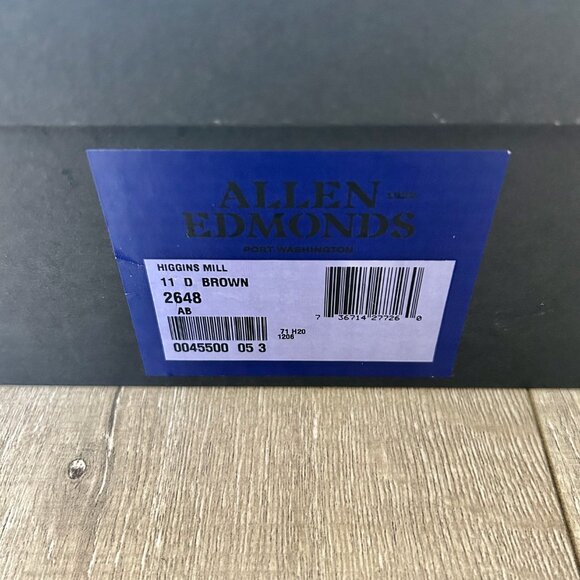 ALLEN
EDMONDS
PORT WASHINGTON
HIGGINS MILL
11 D BROWN
2648
AB
0045500 05 3
71 H20
1206
7 36714 27726 0